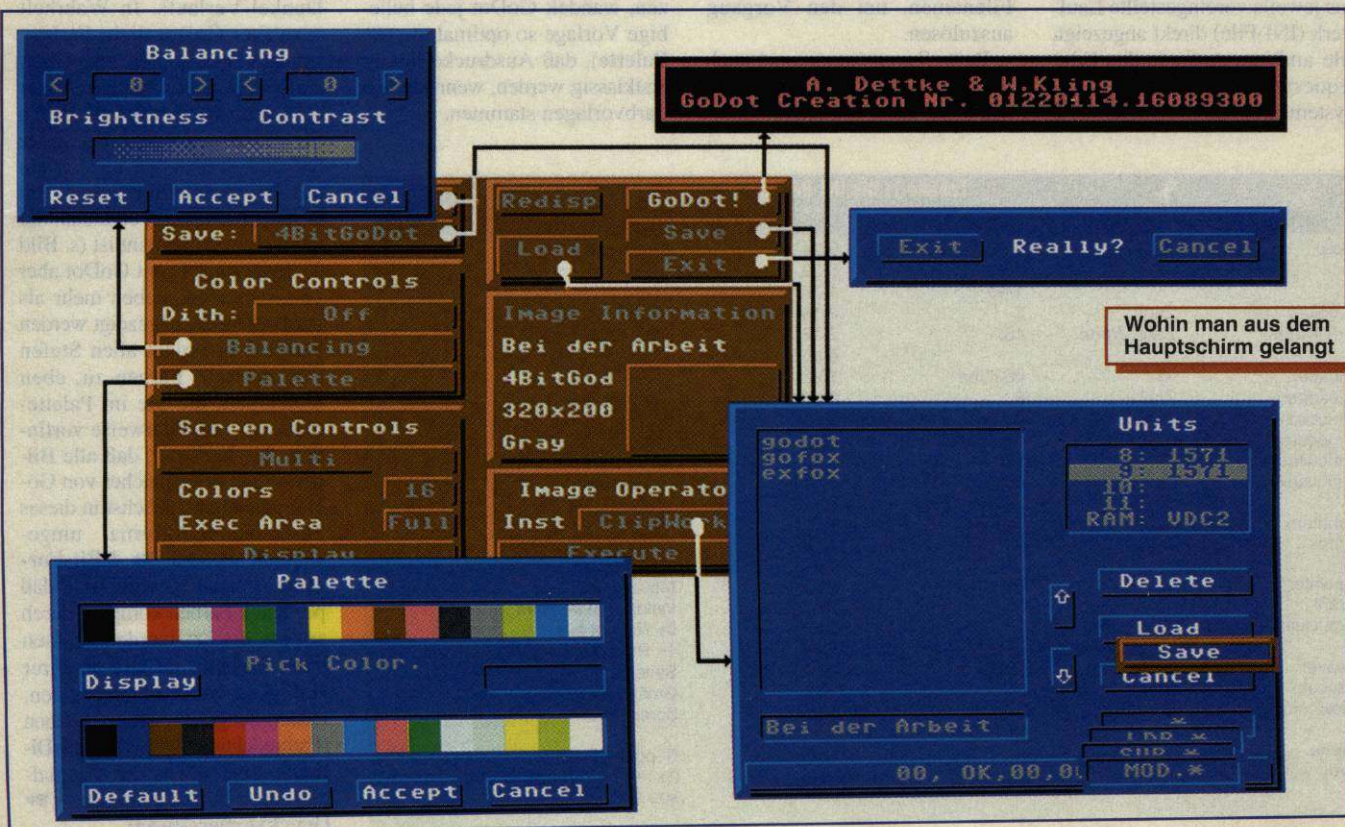 Balancing
< 0 > < 0 >
Brightness Contrast
Reset Accept Cancel
A. Dettke & W.Kling
GoDot Creation Nr. 01220114.16089300
Save: 4BitGoDot
Color Controls
Dith: Off
Balancing
Palette
Screen Controls
Multi
Colors 16
Exec Area Full
Display
Redisp GoDot!
Load
Save
Exit
Image Information
Bei der Arbeit
4BitGod
320x200
Gray
Image Operato
Inst ClipWork
Execute
Exit Really? Cancel
Wohin man aus dem
Hauptschirm gelangt
godot
gofox
exfox
Units
8: 1571
9: 1571
10:
11:
RAM: VDC2
Delete
Load
Save
Cancel
Bei der Arbeit
00, OK,00,0
MOD.*
Palette
Pick Color.
Display
Default Undo Accept Cancel